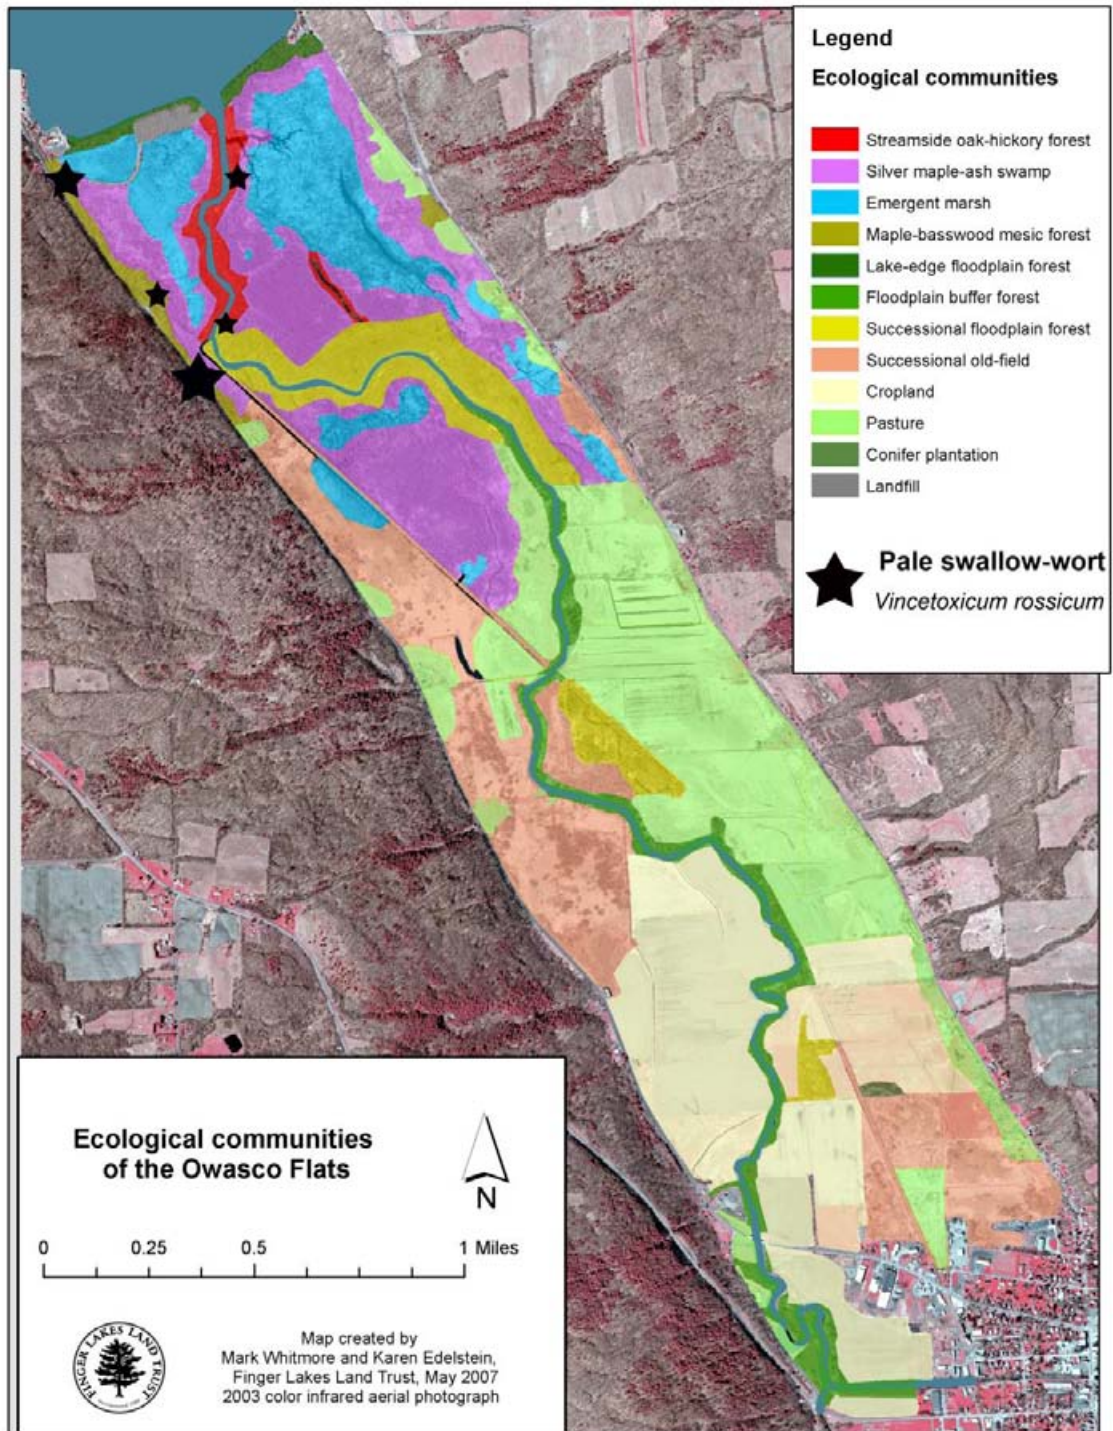 Legend
Ecological communities
Streamside oak-hickory forest
Silver maple-ash swamp
Emergent marsh
Maple-basswood mesic forest
Lake-edge floodplain forest
Floodplain buffer forest
Successional floodplain forest
Successional old-field
Cropland
Pasture
Conifer plantation
Landfill
Pale swallow-wort
Vincetoxicum rossicum
Ecological communities
of the Owasco Flats
N
0 0.25 0.5 1 Miles
FINGER LAKES LAND TRUST
Map created by
Mark Whitmore and Karen Edelstein,
Finger Lakes Land Trust, May 2007
2003 color infrared aerial photograph